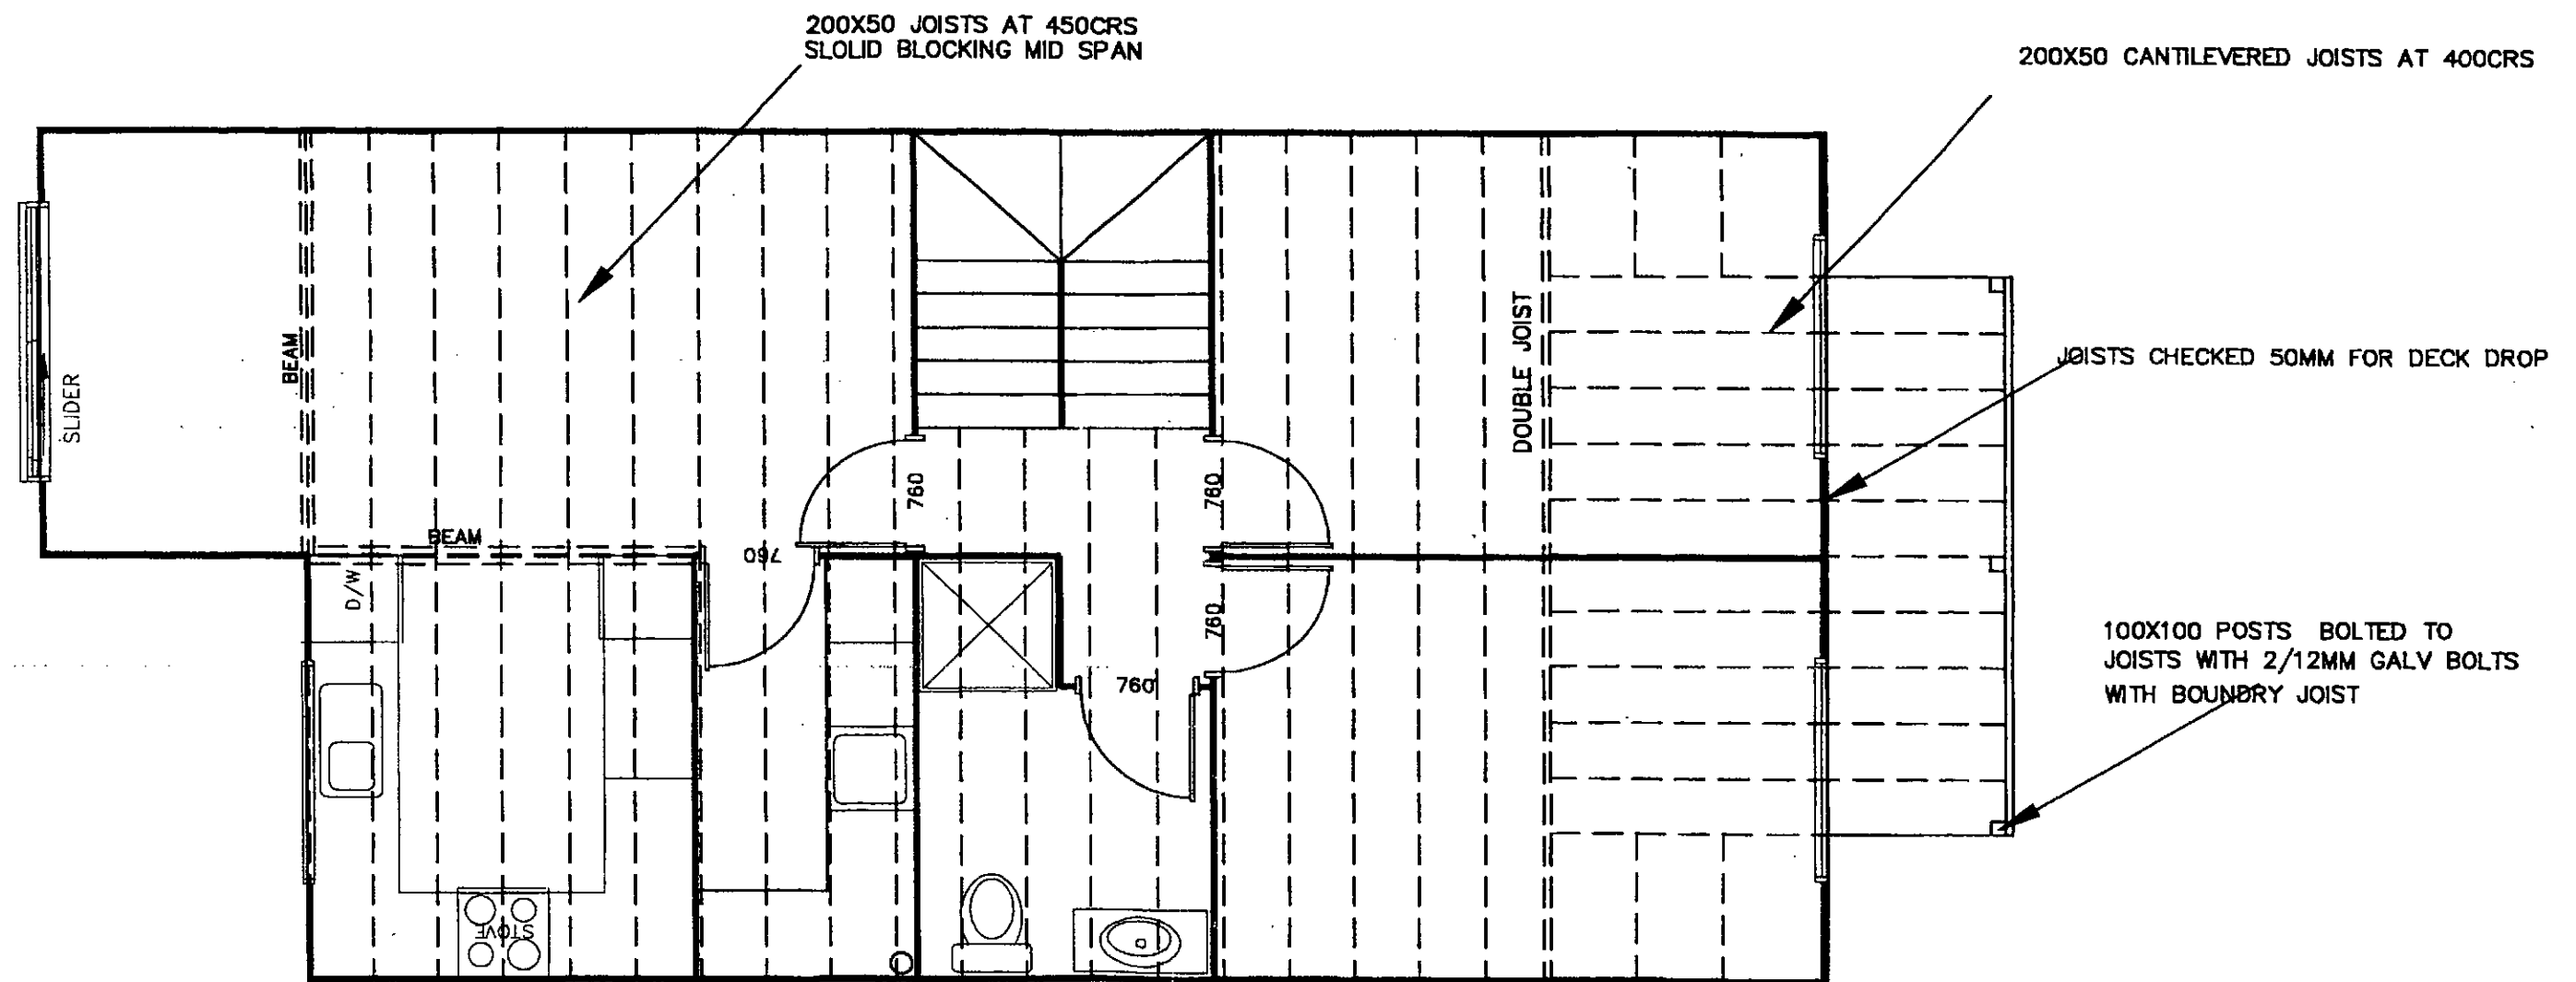 200X50 JOISTS AT 450CRS
SLOLID BLOCKING MID SPAN
200X50 CANTILEVERED JOISTS AT 400CRS
JOISTS CHECKED 50MM FOR DECK DROP
100X100 POSTS BOLTED TO
JOISTS WITH 2/12MM GALV BOLTS
WITH BOUNDRY JOIST
SLIDER
BEAM
BEAM
DOUBLE JOIST
760
760
760
760
760
D/W
STOVE